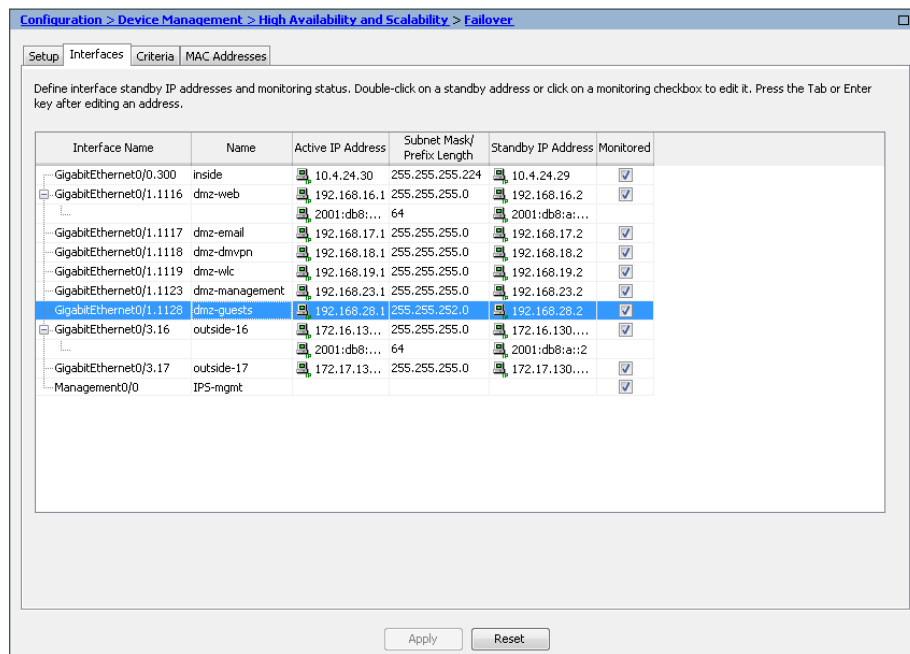 Configuration > Device Management > High Availability and Scalability > Failover
Setup Interfaces Criteria MAC Addresses
Define interface standby IP addresses and monitoring status. Double-click on a standby address or click on a monitoring checkbox to edit it. Press the Tab or Enter
key after editing an address.
Interface Name Name Active IP Address Subnet Mask/ Prefix Length Standby IP Address Monitored
GigabitEthernet0/0.300 inside 10.4.24.30 255.255.255.224 10.4.24.29
GigabitEthernet0/1.1116 dmz-web 192.168.16.1 255.255.255.0 192.168.16.2
2001:db8:... 64 2001:db8:a:...
GigabitEthernet0/1.1117 dmz-email 192.168.17.1 255.255.255.0 192.168.17.2
GigabitEthernet0/1.1118 dmz-dmvpn 192.168.18.1 255.255.255.0 192.168.18.2
GigabitEthernet0/1.1119 dmz-wlc 192.168.19.1 255.255.255.0 192.168.19.2
GigabitEthernet0/1.1123 dmz-management 192.168.23.1 255.255.255.0 192.168.23.2
GigabitEthernet0/1.1128 dmz-guests 192.168.28.1 255.255.252.0 192.168.28.2
GigabitEthernet0/3.16 outside-16 172.16.13... 255.255.255.0 172.16.130....
2001:db8:... 64 2001:db8:a::2
GigabitEthernet0/3.17 outside-17 172.17.13... 255.255.255.0 172.17.130....
Management0/0 IPS-mgmt
Apply Reset